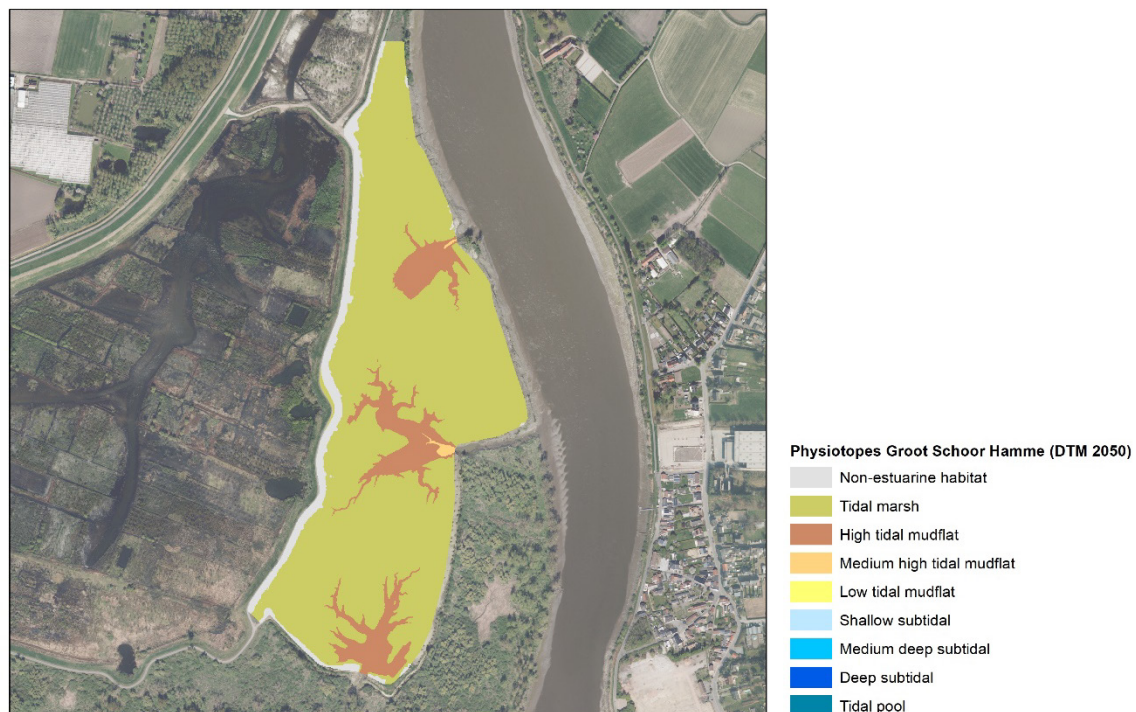 Physiotopes Groot Schoor Hamme (DTM 2050)
Non-estuarine habitat
Tidal marsh
High tidal mudflat
Medium high tidal mudflat
Low tidal mudflat
Shallow subtidal
Medium deep subtidal
Deep subtidal
Tidal pool